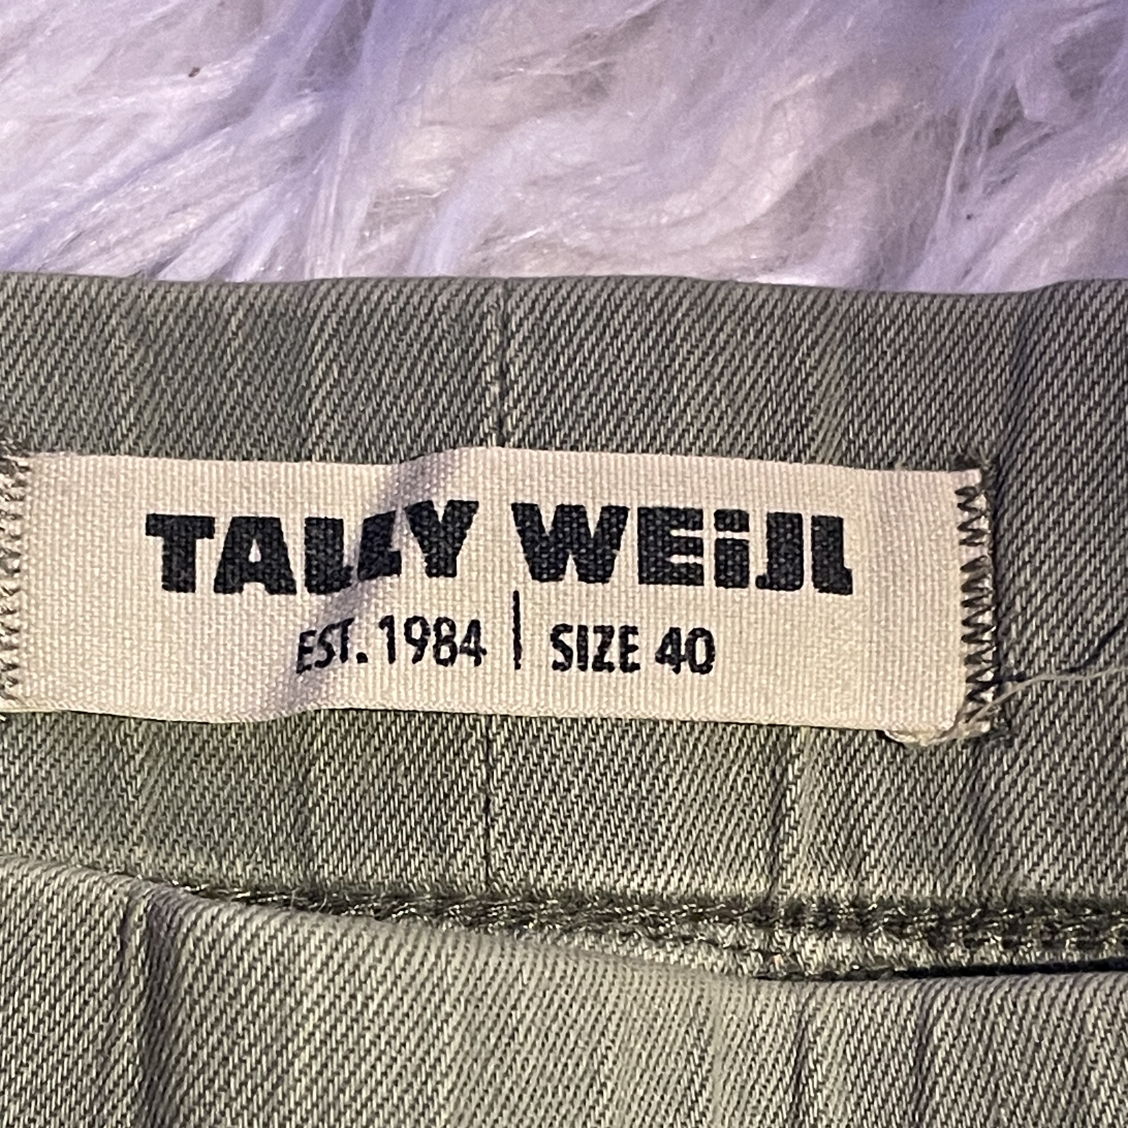 TALLY WEiJL
EST. 1984 | SIZE 40